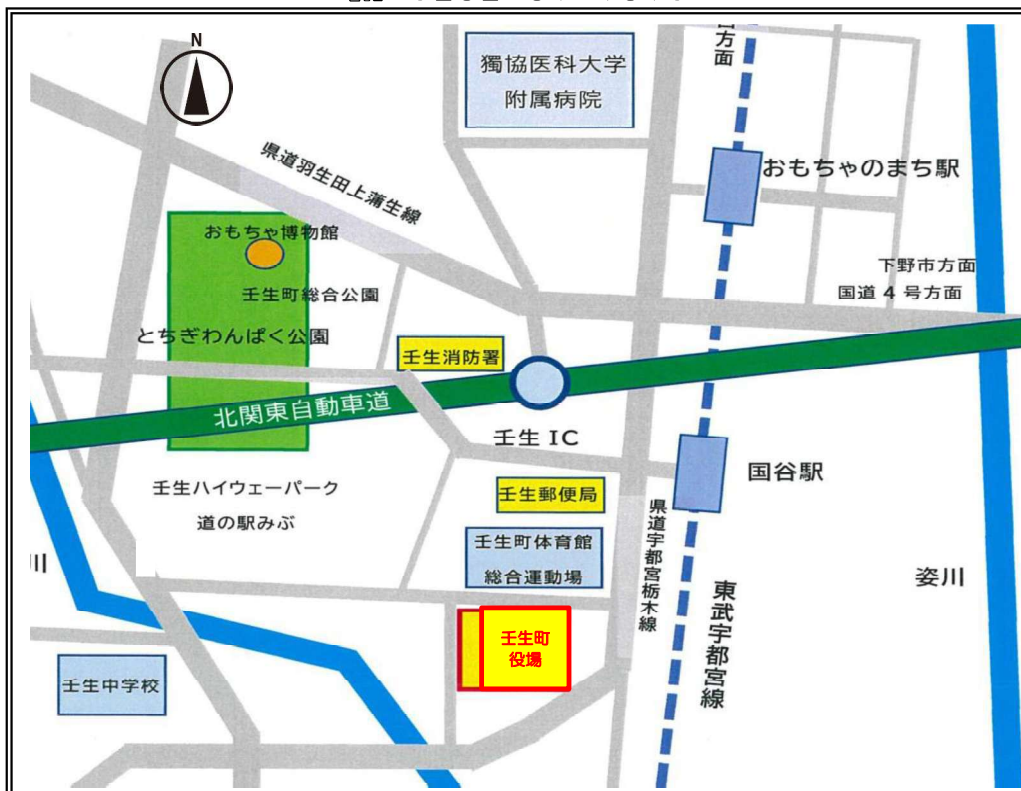 N
獨協医科大学
附属病院
方面
県道羽生田上蒲生線
おもちゃのまち駅
おもちゃ博物館
壬生町総合公園
とちぎわんぱく公園
下野市方面
国道4号方面
壬生消防署
北関東自動車道
壬生 IC
国谷駅
壬生ハイウェーパーク
道の駅みぶ
壬生郵便局
壬生町体育館
総合運動場
県道宇都宮栃木線
川
姿川
東武宇都宮線
壬生町
役場
壬生中学校